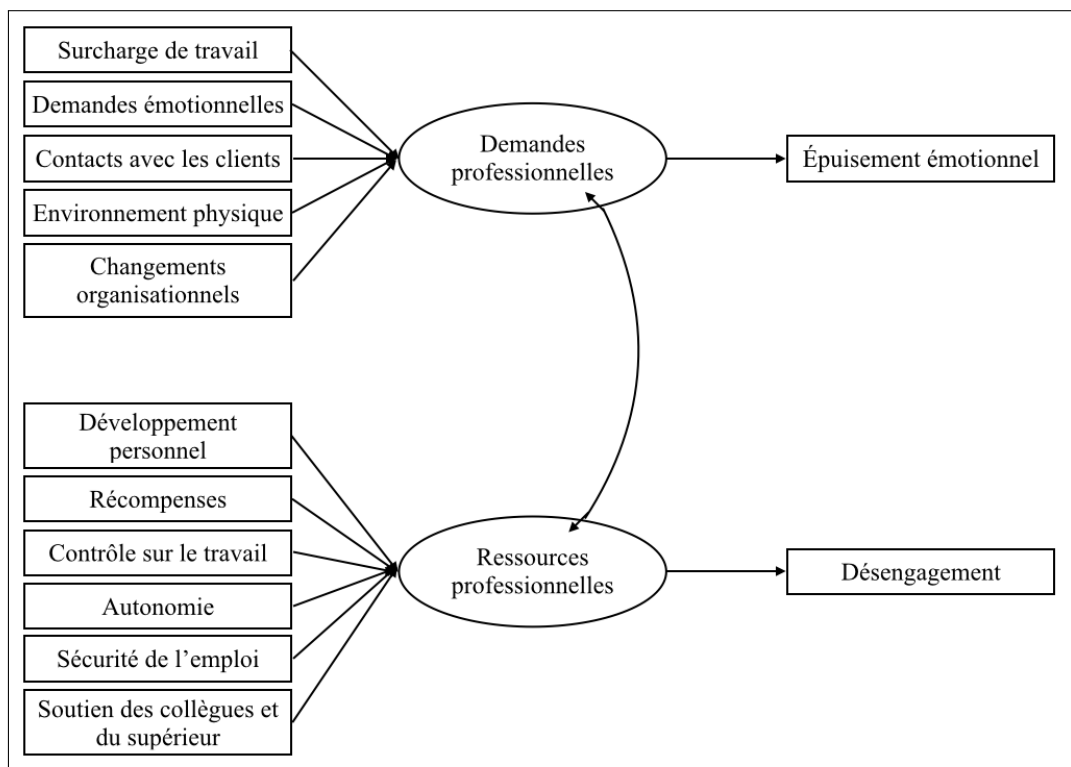 Surcharge de travail
Demandes émotionnelles
Contacts avec les clients
Environnement physique
Changements
organisationnels
Demandes
professionnelles
Épuisement émotionnel
Développement
personnel
Récompenses
Contrôle sur le travail
Autonomie
Sécurité de l’emploi
Soutien des collègues et
du supérieur
Ressources
professionnelles
Désengagement